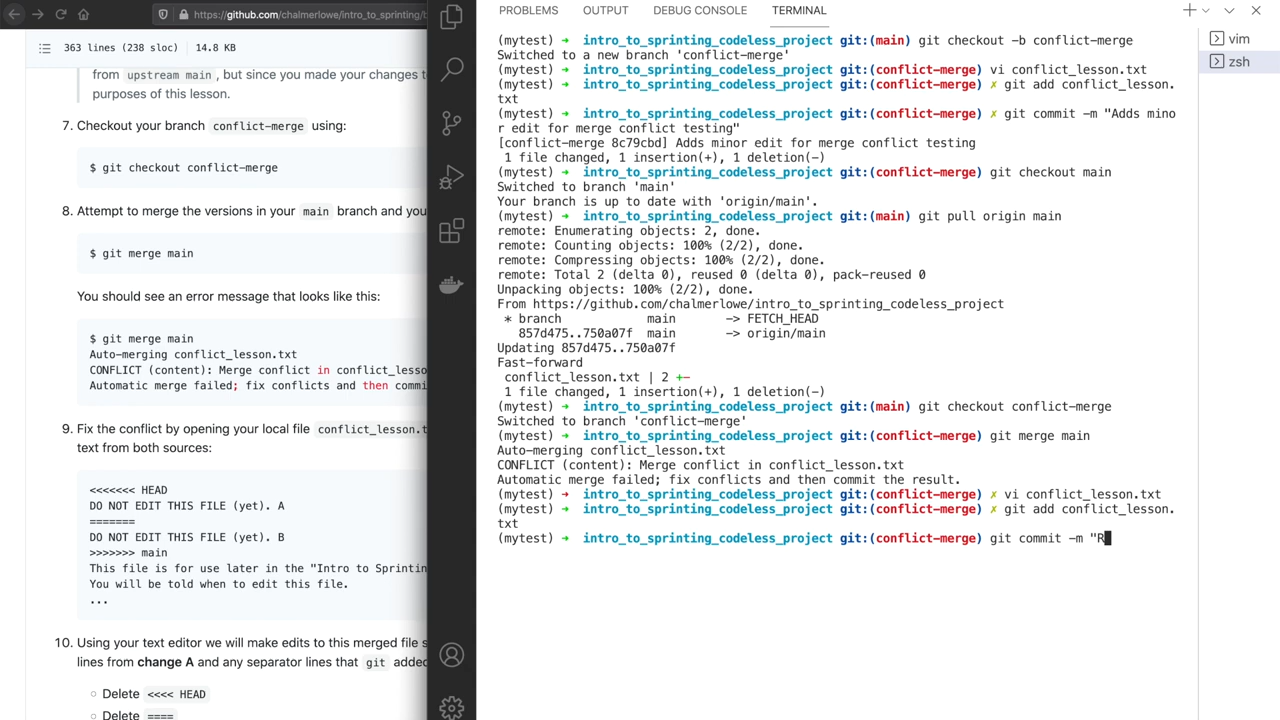 https://github.com/chalmerlowe/intro_to_sprinting/b
363 lines (238 sloc) 14.8 KB
from upstream main , but since you made your changes t
purposes of this lesson.
7. Checkout your branch conflict-merge using:
$ git checkout conflict-merge
8. Attempt to merge the versions in your main branch and you
$ git merge main
You should see an error message that looks like this:
$ git merge main
Auto-merging conflict_lesson.txt
CONFLICT (content): Merge conflict in conflict_lesso
Automatic merge failed; fix conflicts and then commi
9. Fix the conflict by opening your local file conflict_lesson.t
text from both sources:
<<<<<<< HEAD
DO NOT EDIT THIS FILE (yet). A
=======
DO NOT EDIT THIS FILE (yet). B
>>>>>>> main
This file is for use later in the "Intro to Sprintin
You will be told when to edit this file.
...
10. Using your text editor we will make edits to this merged file s
lines from change A and any separator lines that git added
○ Delete <<<< HEAD
○ Delete ====
PROBLEMS OUTPUT DEBUG CONSOLE TERMINAL
(mytest) ➜ intro_to_sprinting_codeless_project git:(main) git checkout -b conflict-merge
Switched to a new branch 'conflict-merge'
(mytest) ➜ intro_to_sprinting_codeless_project git:(conflict-merge) vi conflict_lesson.txt
(mytest) ➜ intro_to_sprinting_codeless_project git:(conflict-merge) ✗ git add conflict_lesson.
txt
(mytest) ➜ intro_to_sprinting_codeless_project git:(conflict-merge) ✗ git commit -m "Adds mino
r edit for merge conflict testing"
[conflict-merge 8c79cbd] Adds minor edit for merge conflict testing
1 file changed, 1 insertion(+), 1 deletion(-)
(mytest) ➜ intro_to_sprinting_codeless_project git:(conflict-merge) git checkout main
Switched to branch 'main'
Your branch is up to date with 'origin/main'.
(mytest) ➜ intro_to_sprinting_codeless_project git:(main) git pull origin main
remote: Enumerating objects: 2, done.
remote: Counting objects: 100% (2/2), done.
remote: Compressing objects: 100% (2/2), done.
remote: Total 2 (delta 0), reused 0 (delta 0), pack-reused 0
Unpacking objects: 100% (2/2), done.
From https://github.com/chalmerlowe/intro_to_sprinting_codeless_project
* branch main -> FETCH_HEAD
857d475..750a07f main -> origin/main
Updating 857d475..750a07f
Fast-forward
conflict_lesson.txt | 2 +-
1 file changed, 1 insertion(+), 1 deletion(-)
(mytest) ➜ intro_to_sprinting_codeless_project git:(main) git checkout conflict-merge
Switched to branch 'conflict-merge'
(mytest) ➜ intro_to_sprinting_codeless_project git:(conflict-merge) git merge main
Auto-merging conflict_lesson.txt
CONFLICT (content): Merge conflict in conflict_lesson.txt
Automatic merge failed; fix conflicts and then commit the result.
(mytest) ➜ intro_to_sprinting_codeless_project git:(conflict-merge) ✗ vi conflict_lesson.txt
(mytest) ➜ intro_to_sprinting_codeless_project git:(conflict-merge) ✗ git add conflict_lesson.
txt
(mytest) ➜ intro_to_sprinting_codeless_project git:(conflict-merge) git commit -m "R
vim
zsh